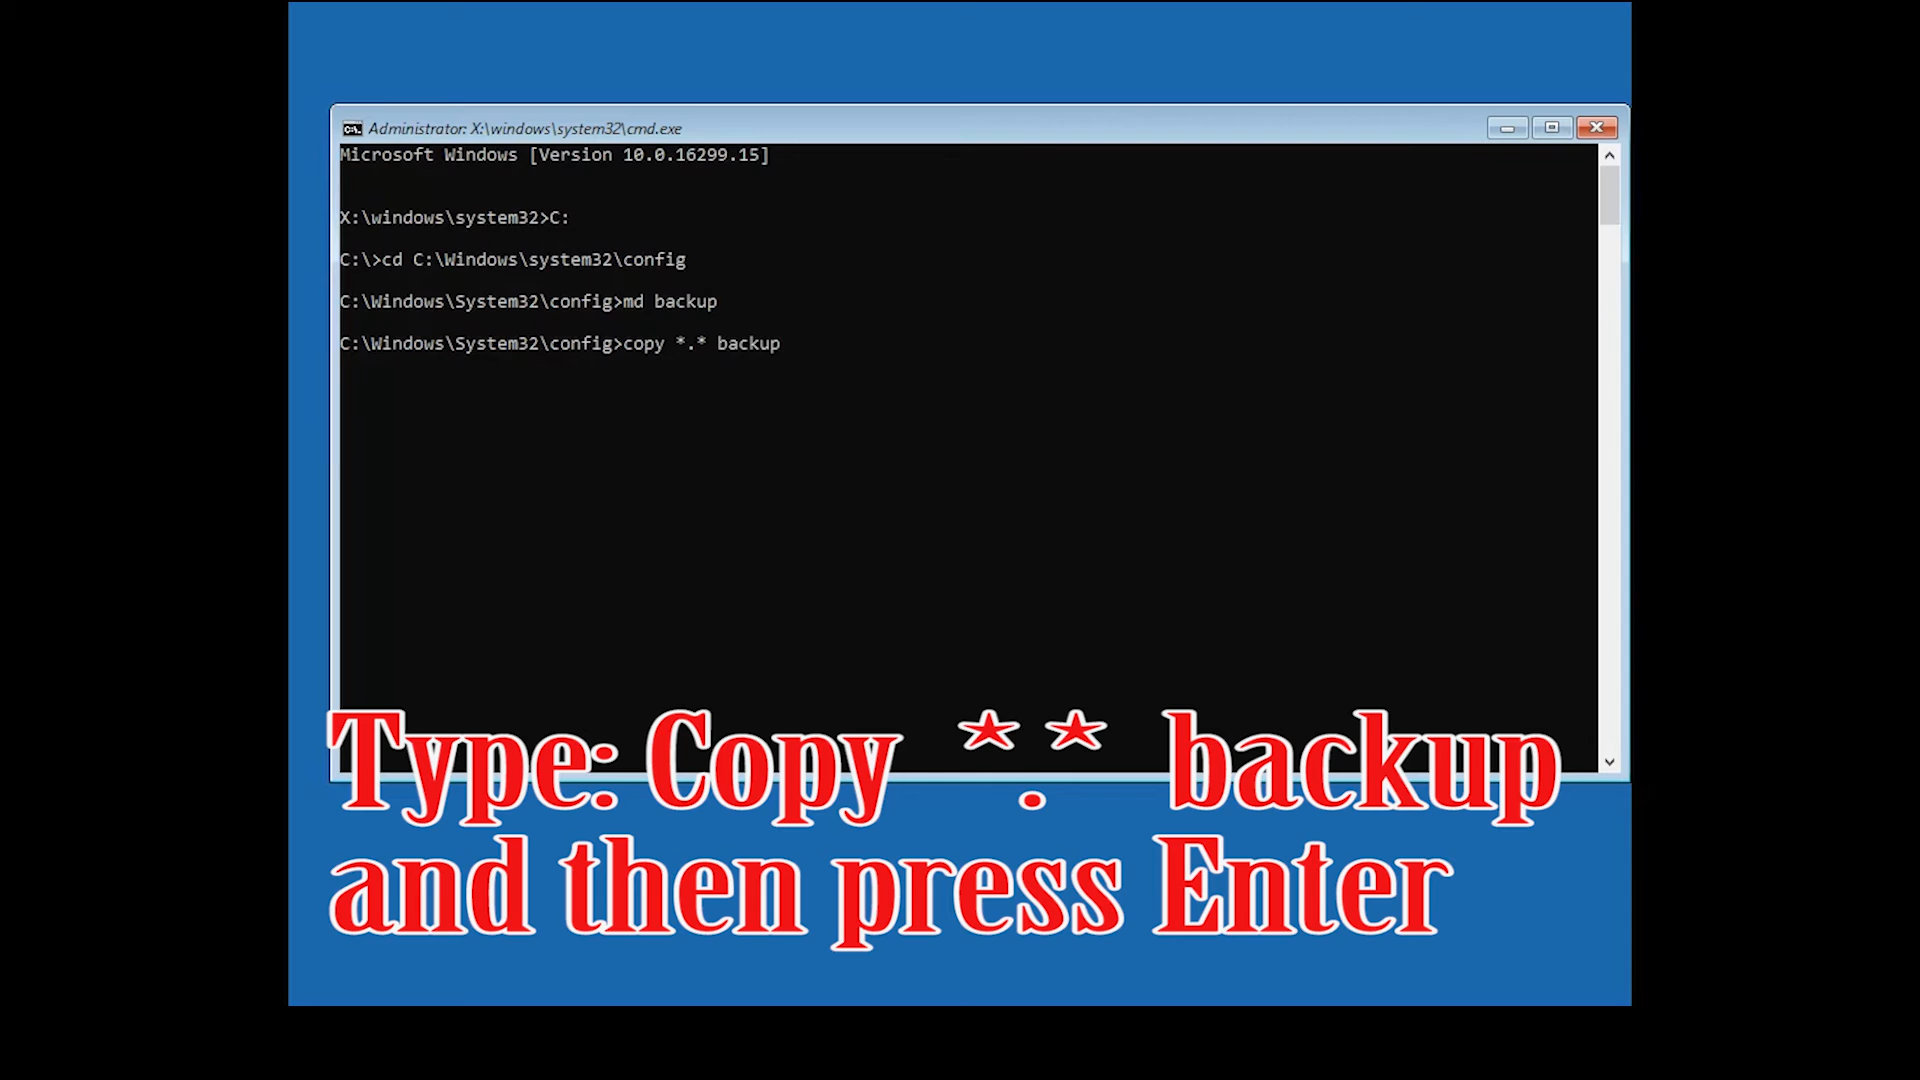 Administrator: X:\windows\system32\cmd.exe
Microsoft Windows [Version 10.0.16299.15]
X:\windows\system32>C:
C:\>cd C:\Windows\system32\config
C:\Windows\System32\config>md backup
C:\Windows\System32\config>copy *.* backup
Type: Copy *.* backup
and then press Enter